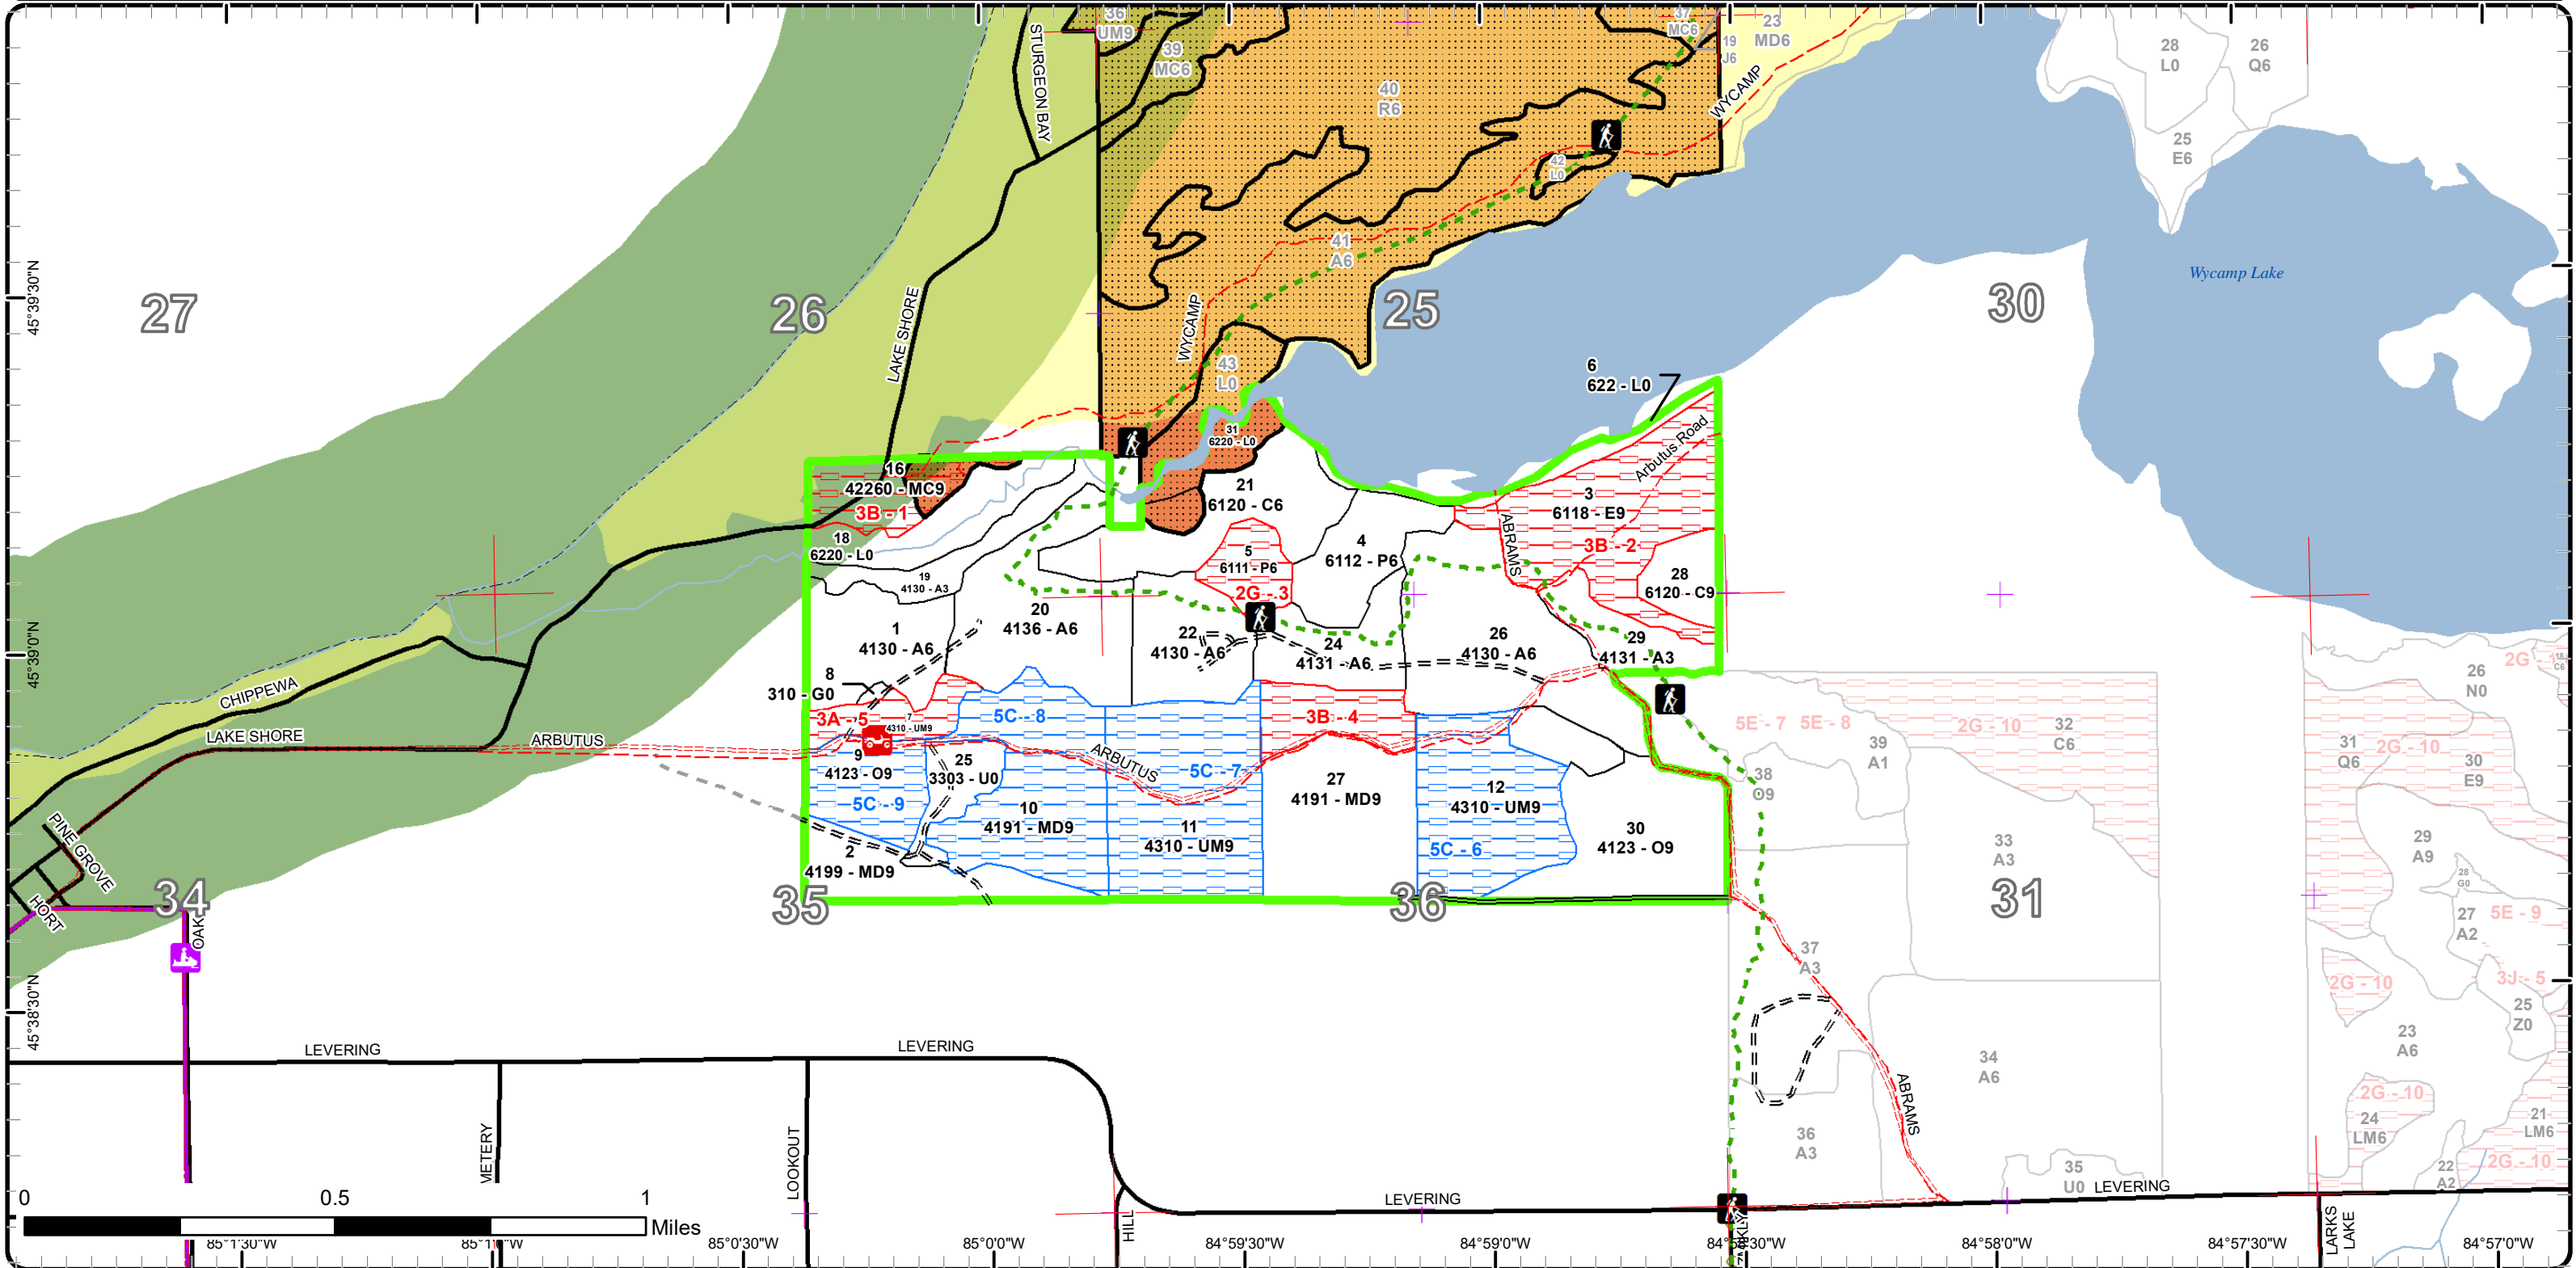 36
UM9
39
MC6
37
MC6
19
J6
23
MD6
28
L0
26
Q6
25
E6
STURGEON BAY
40
R6
WYCAMP
42
L0
41
A6
45°39'30"N
27
26
25
30
Wycamp Lake
LAKE SHORE
WYCAMP
43
L0
6
622 - L0
31
6220 - L0
Arbutus Road
16
42260 - MC9
3B - 1
21
6120 - C6
3
6118 - E9
18
6220 - L0
4
6112 - P6
ABRAMS
3B - 2
5
6111 - P6
2G - 3
19
4130 - A3
28
6120 - C9
20
4136 - A6
1
4130 - A6
22
4130 - A6
24
4131 - A6
26
4130 - A6
29
4131 - A3
45°39'0"N
8
310 - G0
CHIPPEWA
3A - 5
7
4310 - UM9
5C - 8
3B - 4
LAKE SHORE
ARBUTUS
ARBUTUS
9
4123 - O9
25
3303 - U0
5C - 7
5C - 9
10
4191 - MD9
11
4310 - UM9
27
4191 - MD9
12
4310 - UM9
5C - 6
30
4123 - O9
2
4199 - MD9
5E - 7
5E - 8
2G - 10
32
C6
39
A1
38
O9
2G -
18
C6
26
N0
31
Q6
2G - 10
30
E9
29
A9
28
G0
27
A2
5E - 9
33
A3
PINE GROVE
HORT
34
35
36
31
OAK
37
A3
2G - 10
3J - 5
25
Z0
23
A6
45°38'30"N
34
A6
2G - 10
24
LM6
21
LM6
ABRAMS
36
A3
35
U0
22
A2
2G - 10
LEVERING
LEVERING
METERY
LOOKOUT
HILL
LEVERING
LEVERING
LARKS
LAKE
0
0.5
1
Miles
85°1'30"W
85°0'30"W
85°0'0"W
84°59'30"W
84°59'0"W
84°58'0"W
84°57'30"W
84°57'0"W